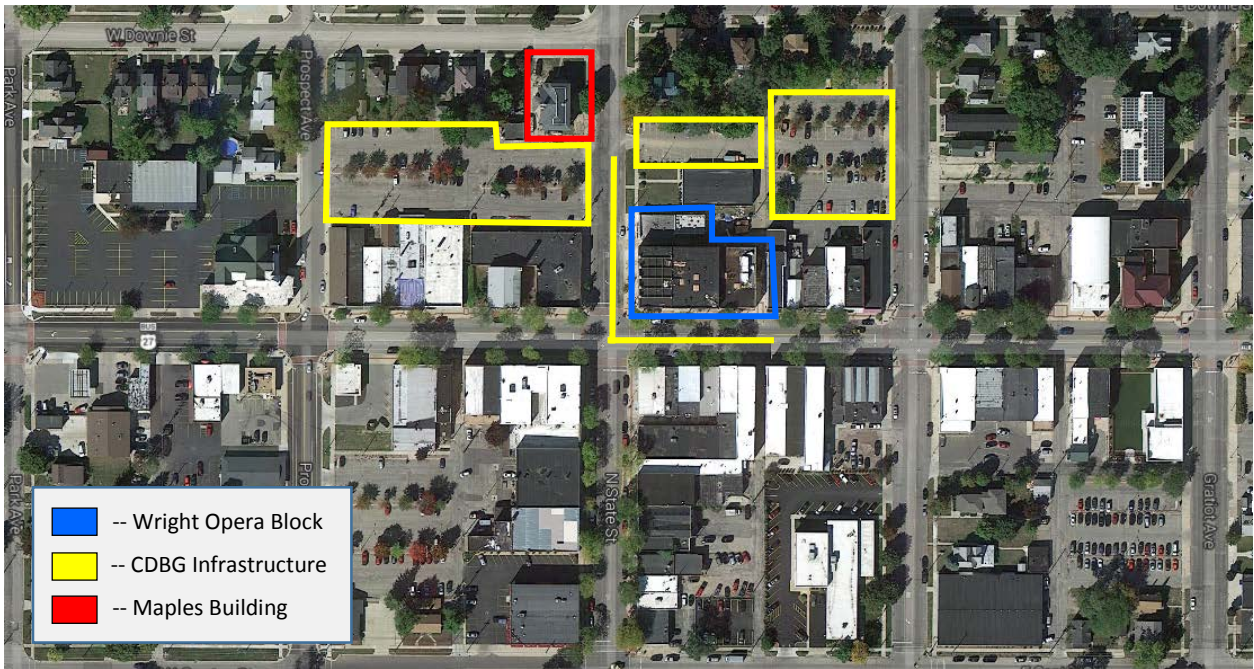 W Downie St
E Downie St
Park Ave
Prospect Ave
BUS
27
Park Ave
Pro
N State St
Gratiot Ave
-- Wright Opera Block
-- CDBG Infrastructure
-- Maples Building